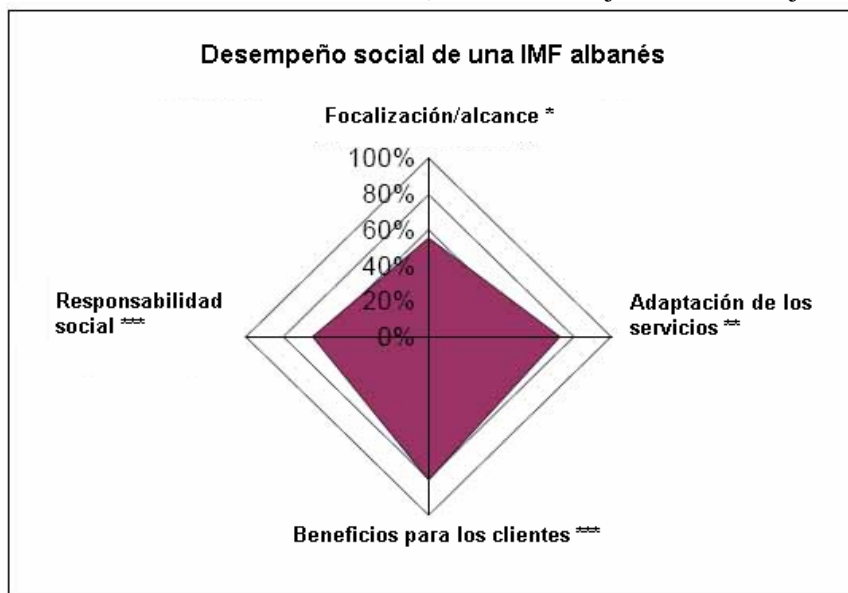 Desempeño social de una IMF albanés
Focalización/alcance *
100%
80%
60%
40%
20%
0%
Responsabilidad
social ***
Adaptación de los
servicios **
Beneficios para los clientes ***